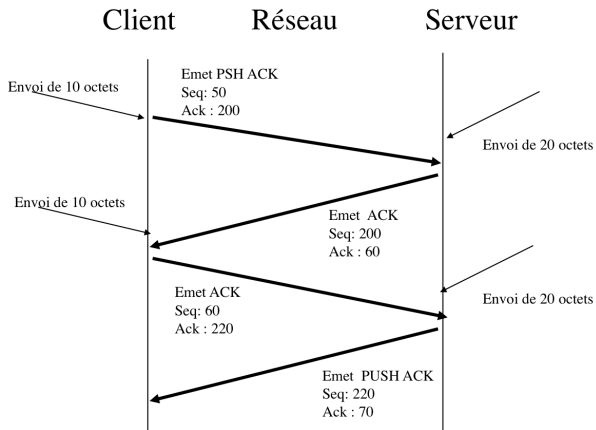 Client
Réseau
Serveur
Emet PSH ACK
Seq: 50
Ack : 200
Envoi de 10 octets
Envoi de 20 octets
Envoi de 10 octets
Emet  ACK
Seq: 200
Ack : 60
Emet ACK
Seq: 60
Ack : 220
Envoi de 20 octets
Emet  PUSH ACK
Seq: 220
Ack : 70